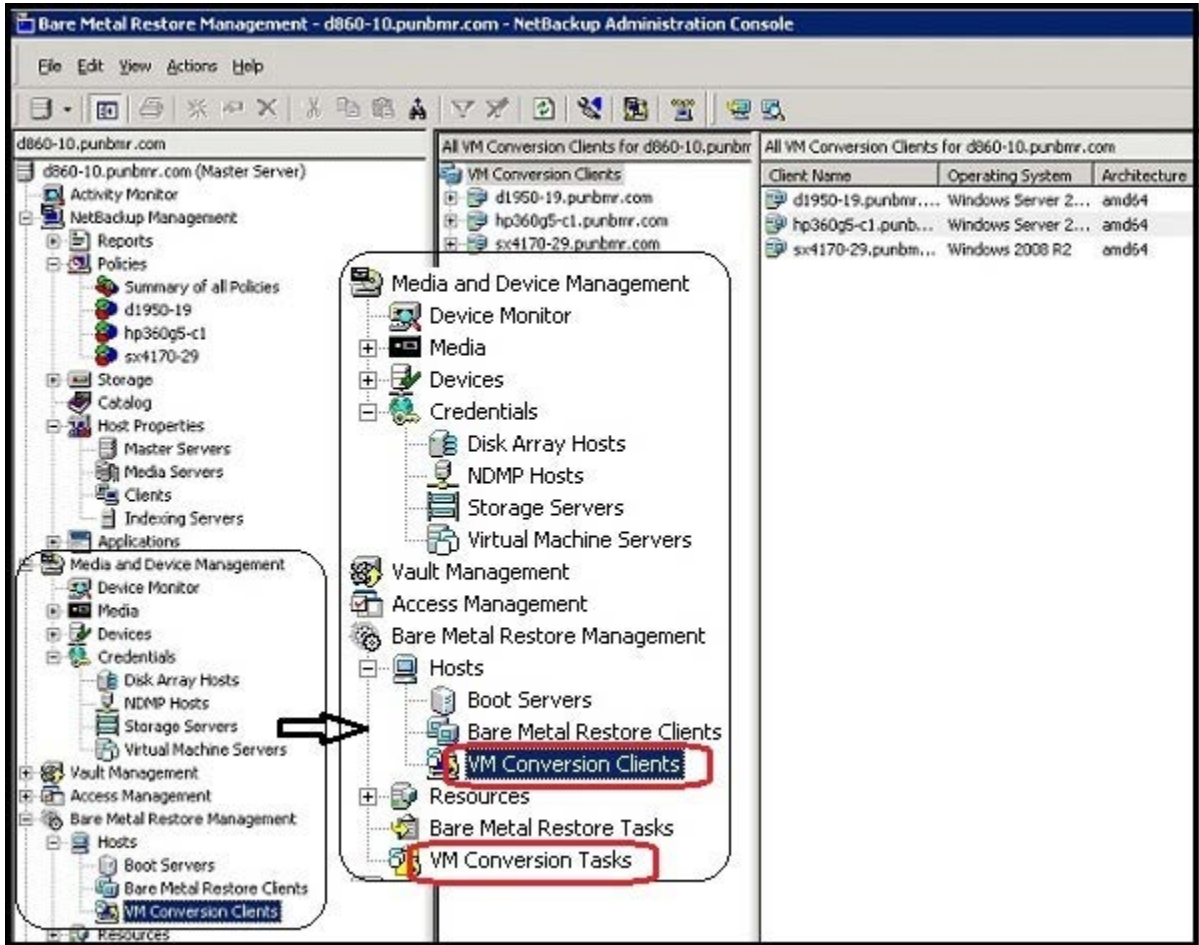 Bare Metal Restore Management - d860-10.punbmr.com - NetBackup Administration Console
File Edit View Actions Help
d860-10.punbmr.com
d860-10.punbmr.com (Master Server)
Activity Monitor
NetBackup Management
Reports
Policies
Summary of all Policies
d1950-19
hp360g5-c1
sx4170-29
Storage
Catalog
Host Properties
Master Servers
Media Servers
Clients
Indexing Servers
Applications
Media and Device Management
Device Monitor
Media
Devices
Credentials
Disk Array Hosts
NDMP Hosts
Storage Servers
Virtual Machine Servers
Vault Management
Access Management
Bare Metal Restore Management
Hosts
Boot Servers
Bare Metal Restore Clients
VM Conversion Clients
Resources
All VM Conversion Clients for d860-10.punbmr
VM Conversion Clients
d1950-19.punbmr.com
hp360g5-c1.punbmr.com
sx4170-29.punbmr.com
Media and Device Management
Device Monitor
Media
Devices
Credentials
Disk Array Hosts
NDMP Hosts
Storage Servers
Virtual Machine Servers
Vault Management
Access Management
Bare Metal Restore Management
Hosts
Boot Servers
Bare Metal Restore Clients
VM Conversion Clients
Resources
Bare Metal Restore Tasks
VM Conversion Tasks
All VM Conversion Clients for d860-10.punbmr.com
Client Name Operating System Architecture
d1950-19.punbmr.... Windows Server 2... amd64
hp360g5-c1.punb... Windows Server 2... amd64
sx4170-29.punbm... Windows 2008 R2 amd64